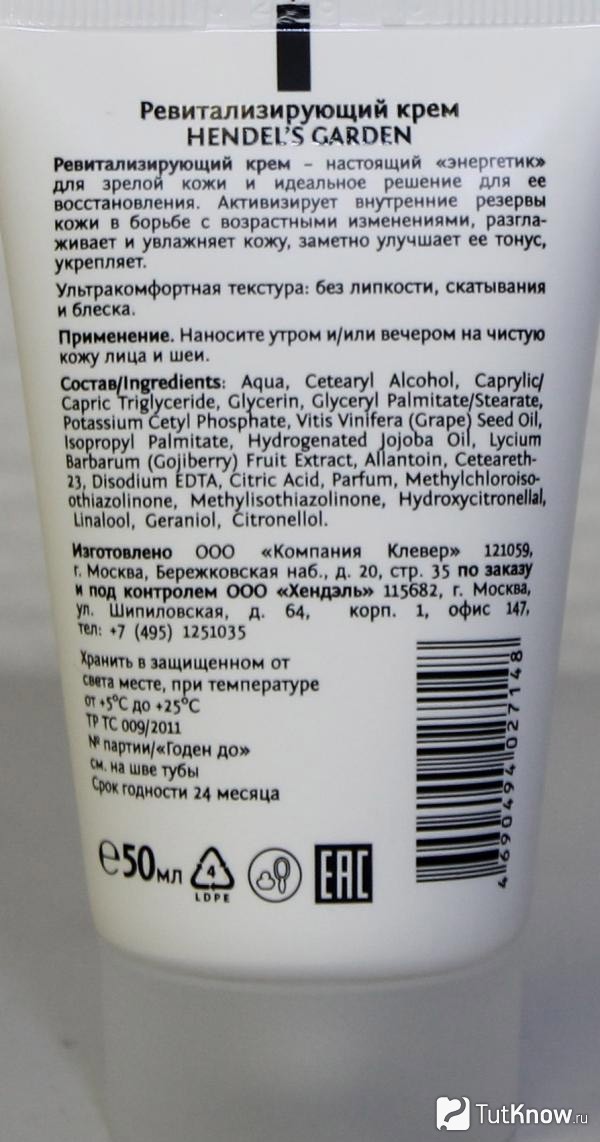 Ревитализирующий крем
HENDEL'S GARDEN
Ревитализирующий крем – настоящий «энергетик»
для зрелой кожи и идеальное решение для ее
восстановления. Активизирует внутренние резервы
кожи в борьбе с возрастными изменениями, разгла-
живает и увлажняет кожу, заметно улучшает ее тонус,
укрепляет.
Ультракомфортная текстура: без липкости, скатывания
и блеска.
Применение. Наносите утром и/или вечером на чистую
кожу лица и шеи.
Состав/Ingredients: Aqua, Cetearyl Alcohol, Caprylic/
Capric Triglyceride, Glycerin, Glyceryl Palmitate/Stearate,
Potassium Cetyl Phosphate, Vitis Vinifera (Grape) Seed Oil,
Isopropyl Palmitate, Hydrogenated Jojoba Oil, Lycium
Barbarum (Gojiberry) Fruit Extract, Allantoin, Ceteareth-
23, Disodium EDTA, Citric Acid, Parfum, Methylchloroiso-
othiazolinone, Methylisothiazolinone, Hydroxycitronellal,
Linalool, Geraniol, Citronellol.
Изготовлено ООО «Компания Клевер» 121059,
г. Москва, Бережковская наб., д. 20, стр. 35 по заказу
и под контролем ООО «Хендэль» 115682, г. Москва,
ул. Шипиловская, д. 64, корп. 1, офис 147,
тел: +7 (495) 1251035
Хранить в защищенном от
света месте, при температуре
от +5°C до +25°C
ТР ТС 009/2011
№ партии/«Годен до»
см. на шве тубы
Срок годности 24 месяца
4 690494 027148
℮50мл
4
LDPE
EAC
TutKnow.ru